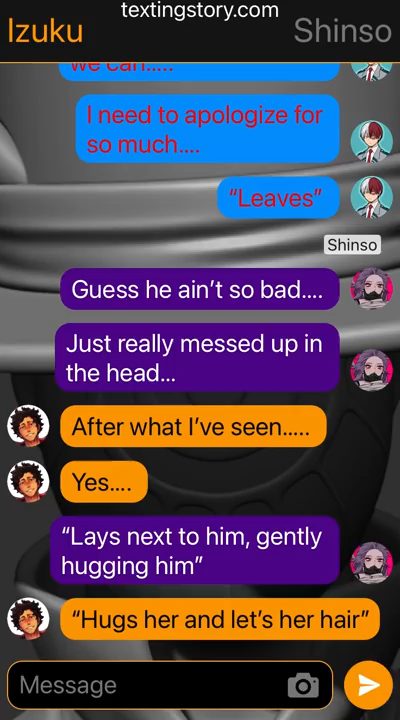 textingstory.com
Izuku
Shinso
we can.....
I need to apologize for
so much....
“Leaves”
Shinso
Guess he ain’t so bad....
Just really messed up in
the head...
After what I’ve seen.....
Yes....
“Lays next to him, gently
hugging him”
“Hugs her and let’s her hair”
Message